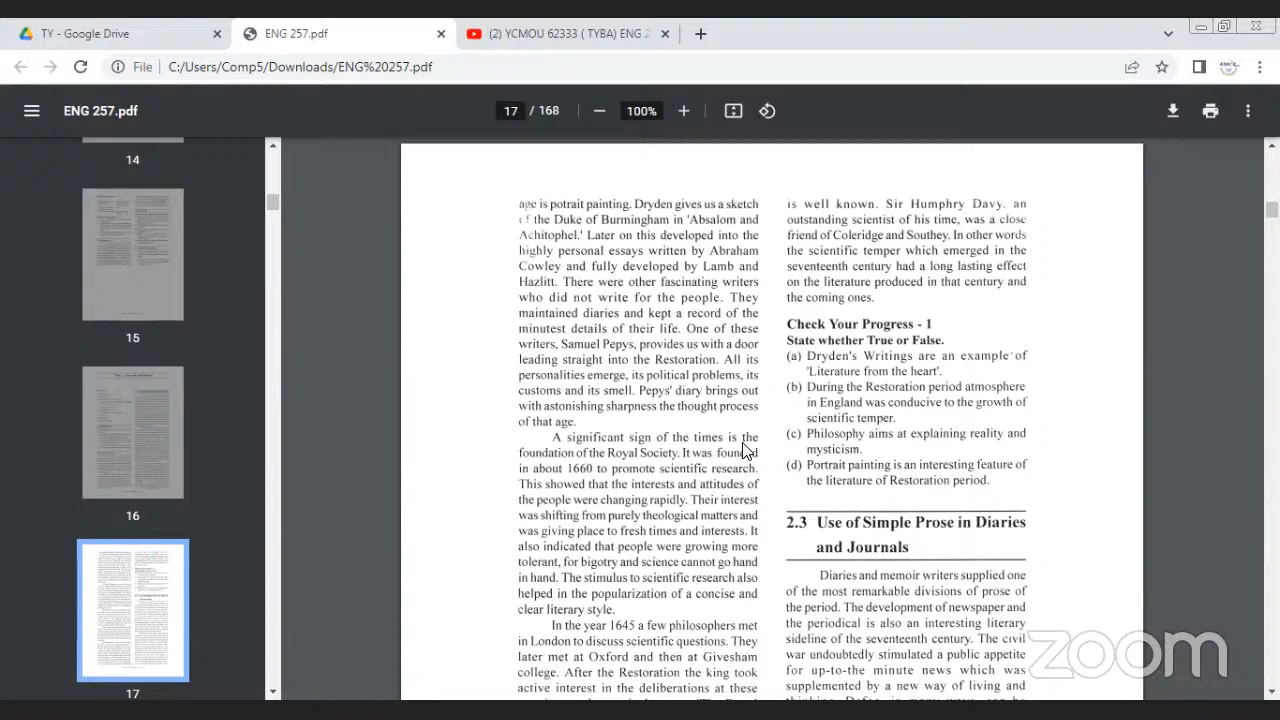 TY - Google Drive
ENG 257.pdf
(2) YCMOU 62333 ( TYBA) ENG 2
File
C:/Users/Comp5/Downloads/ENG%20257.pdf
ENG 257.pdf
17 / 168
100%
14
15
16
17
age is potrait painting. Dryden gives us a sketch
of the Duke of Burmingham in 'Absalom and
Achitophel.' Later on this developed into the
highly personal essays written by Abraham
Cowley and fully developed by Lamb and
Hazlitt. There were other fascinating writers
who did not write for the people. They
maintained diaries and kept a record of the
minutest details of their life. One of these
writers, Samuel Pepys, provides us with a door
leading straight into the Restoration. All its
personalities emerge, its political problems, its
customs and its smell. Pepys' diary brings out
with astonishing sharpness the thought process
of that age.
A significant sign of the times is the
foundation of the Royal Society. It was founded
in about 1660 to promote scientific research.
This showed that the interests and attitudes of
the people were changing rapidly. Their interest
was shifting from purely theological matters and
was giving place to fresh times and interests. It
also indicated that people were growing more
tolerant, for bigotry and science cannot go hand
in hand. The stimulus to scientific research also
helped in the popularization of a concise and
clear literary style.
In the year 1645 a few philosophers met
in London to discuss scientific questions. They
later met at Oxford and then at Givesham
college. After the Restoration the king took
active interest in the deliberations at these
is well known. Sir Humphry Davy, an
outstanding scientist of his time, was a close
friend of Coleridge and Southey. In other words
the scientific temper which emerged in the
seventeenth century had a long lasting effect
on the literature produced in that century and
the coming ones.
Check Your Progress - 1
State whether True or False.
(a) Dryden's Writings are an example of
'Literature from the heart'.
(b) During the Restoration period atmosphere
in England was conducive to the growth of
scientific temper.
(c) Philosophy aims at explaining reality and
mysticism.
(d) Portrait painting is an interesting feature of
the literature of Restoration period.
2.3 Use of Simple Prose in Diaries
and Journals
Diaries and memoir writers supplied one
of the most remarkable divisions of prose of
the period. The development of newspaper and
the periodical is also an interesting literary
sideline of the seventeenth century. The civil
war undoubtedly stimulated a public appetite
for up-to-the minute news which was
supplemented by a new way of living and
zoom